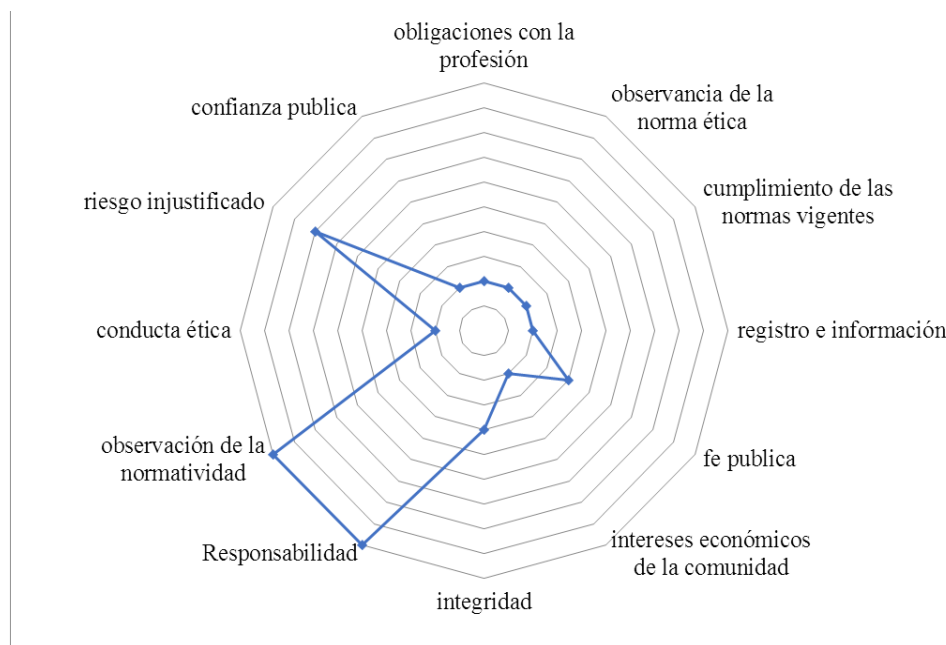 obligaciones con la
profesión
observancia de la
norma ética
cumplimiento de las
normas vigentes
registro e información
fe publica
intereses económicos
de la comunidad
integridad
Responsabilidad
observación de la
normatividad
conducta ética
riesgo injustificado
confianza publica